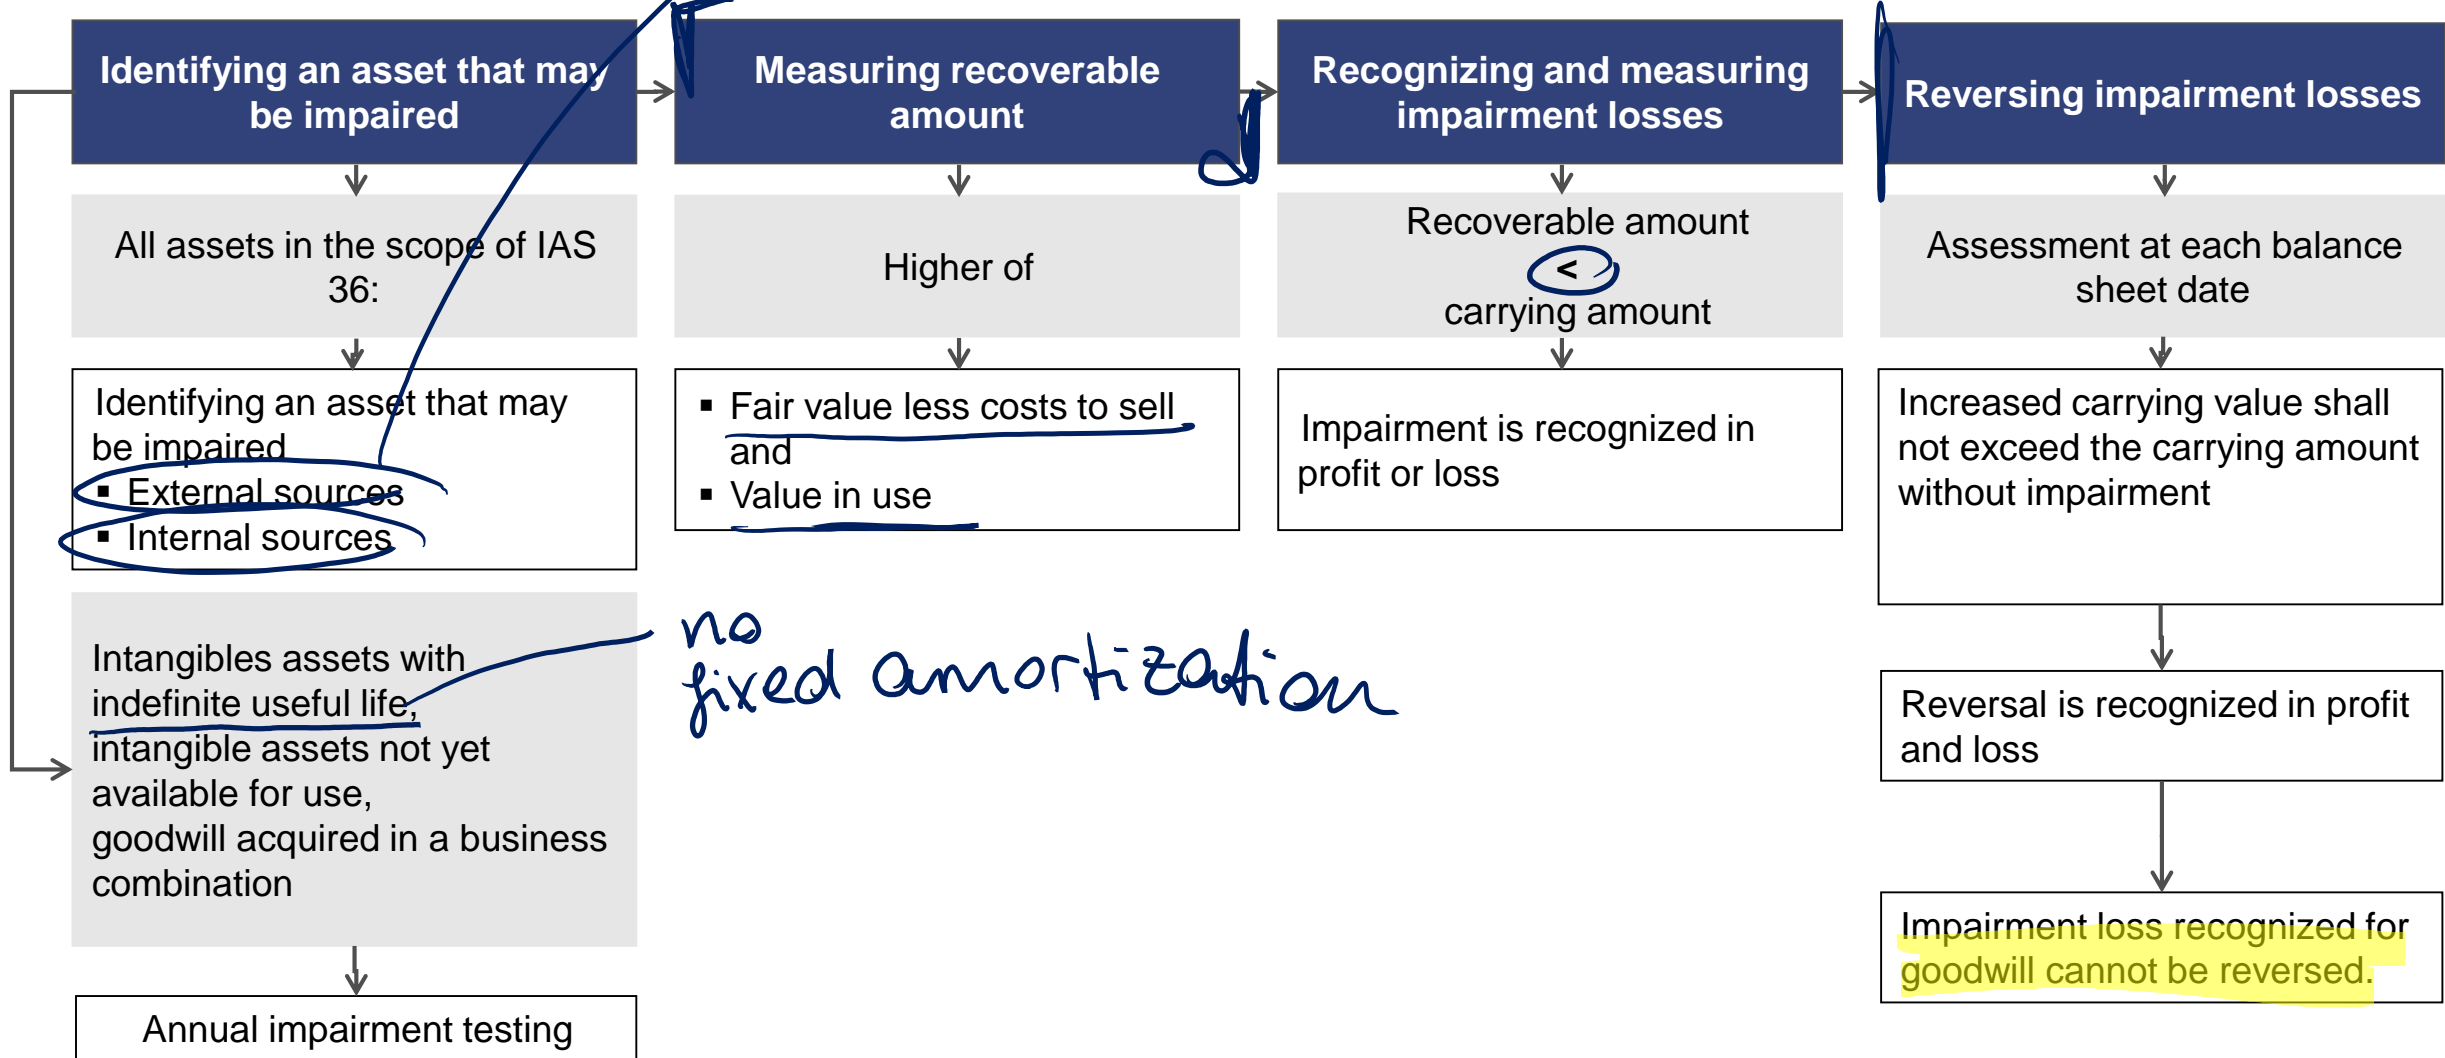 Identifying an asset that may
be impaired
All assets in the scope of IAS
36:
Identifying an asset that may
be impaired
▪ External sources
▪ Internal sources
Intangibles assets with
indefinite useful life,
intangible assets not yet
available for use,
goodwill acquired in a business
combination
Annual impairment testing
no
fixed amortization
Measuring recoverable
amount
Higher of
▪ Fair value less costs to sell
and
▪ Value in use
Recognizing and measuring
impairment losses
Recoverable amount
<
carrying amount
Impairment is recognized in
profit or loss
Reversing impairment losses
Assessment at each balance
sheet date
Increased carrying value shall
not exceed the carrying amount
without impairment
Reversal is recognized in profit
and loss
Impairment loss recognized for
goodwill cannot be reversed.